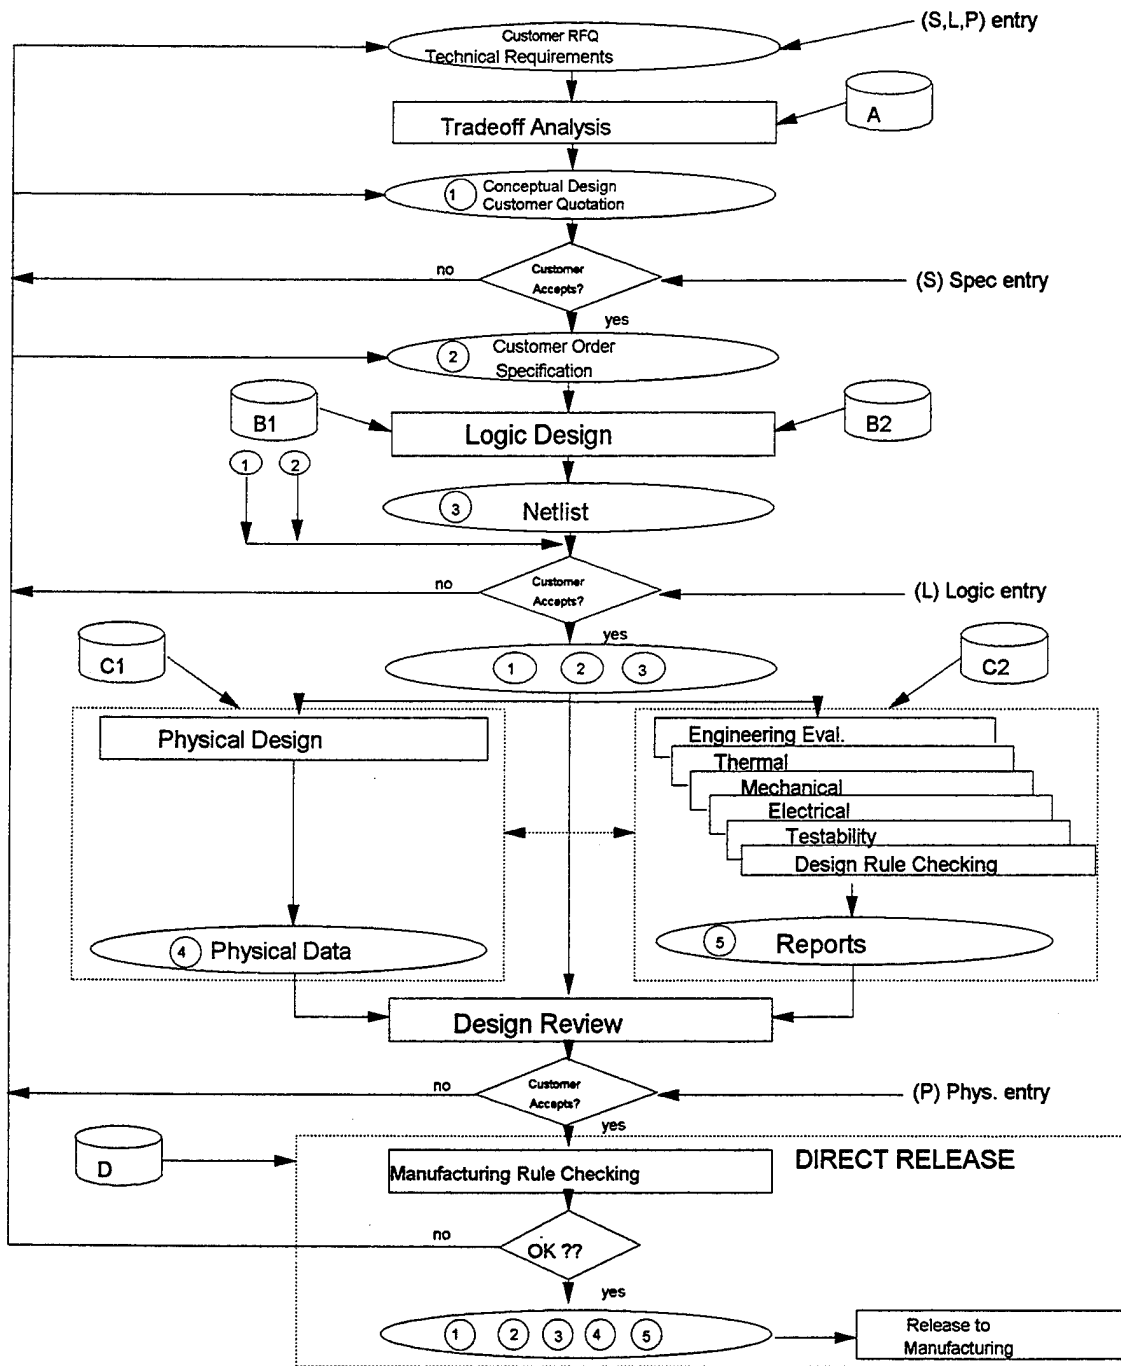 Customer RFQ
Technical Requirements
(S,L,P) entry
Tradeoff Analysis
A
1
Conceptual Design
Customer Quotation
no
Customer
Accepts?
(S) Spec entry
yes
2
Customer Order
Specification
B1
Logic Design
B2
1
2
3
Netlist
no
Customer
Accepts?
(L) Logic entry
yes
C1
1
2
3
C2
Physical Design
Engineering Eval.
Thermal
Mechanical
Electrical
Testability
Design Rule Checking
4
Physical Data
5
Reports
Design Review
no
Customer
Accepts?
(P) Phys. entry
yes
D
Manufacturing Rule Checking
DIRECT RELEASE
no
OK ??
yes
1
2
3
4
5
Release to
Manufacturing